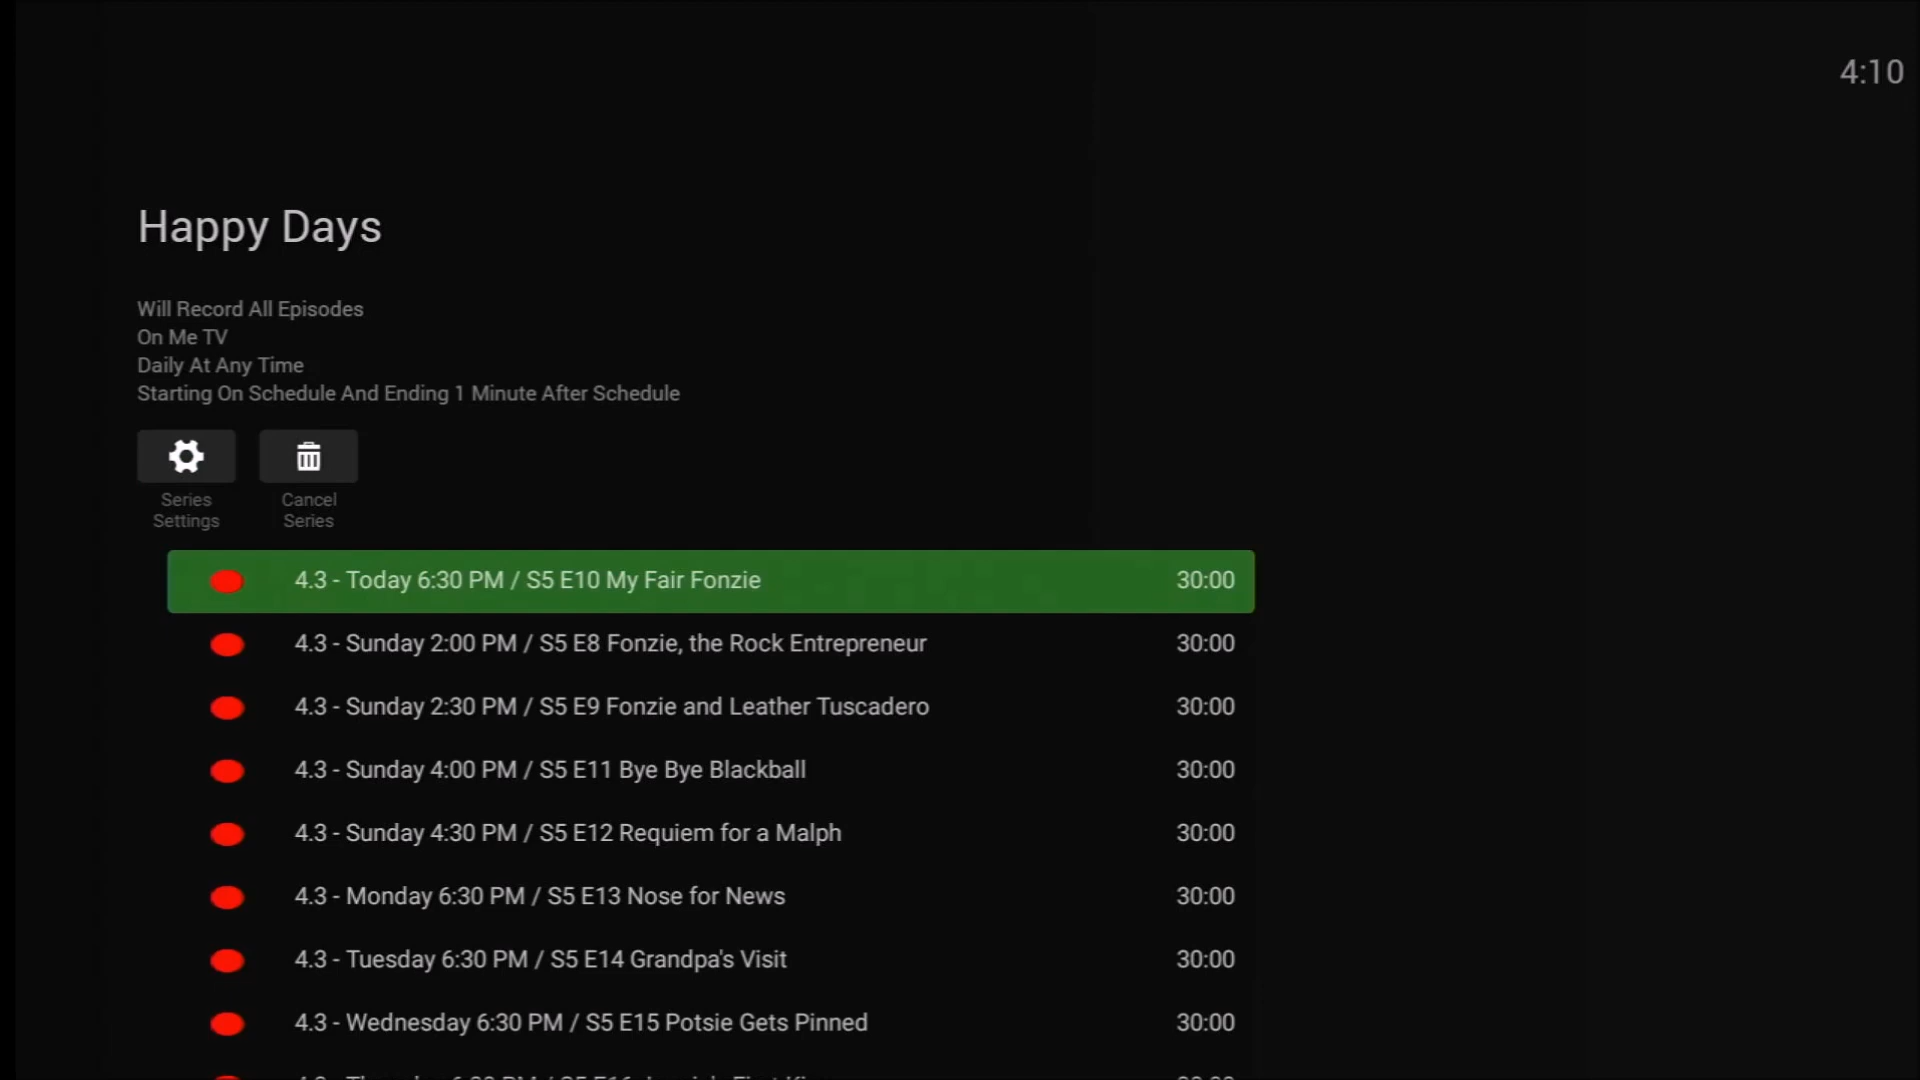 4:10
Happy Days
Will Record All Episodes
On Me TV
Daily At Any Time
Starting On Schedule And Ending 1 Minute After Schedule
Series Settings
Cancel Series
4.3 - Today 6:30 PM / S5 E10 My Fair Fonzie 30:00
4.3 - Sunday 2:00 PM / S5 E8 Fonzie, the Rock Entrepreneur 30:00
4.3 - Sunday 2:30 PM / S5 E9 Fonzie and Leather Tuscadero 30:00
4.3 - Sunday 4:00 PM / S5 E11 Bye Bye Blackball 30:00
4.3 - Sunday 4:30 PM / S5 E12 Requiem for a Malph 30:00
4.3 - Monday 6:30 PM / S5 E13 Nose for News 30:00
4.3 - Tuesday 6:30 PM / S5 E14 Grandpa's Visit 30:00
4.3 - Wednesday 6:30 PM / S5 E15 Potsie Gets Pinned 30:00